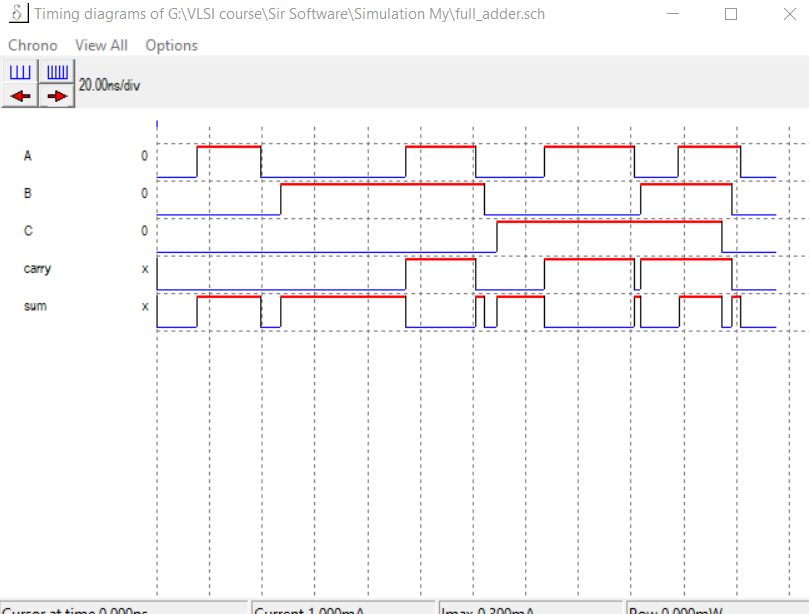 δ Timing diagrams of G:\VLSI course\Sir Software\Simulation My\full_adder.sch
Chrono View All Options
20.00ns/div
A 0
B 0
C 0
carry x
sum x
Cursor at time 0.000ns Current 1.000mA Imax 0.300mA Pow 0.000mW